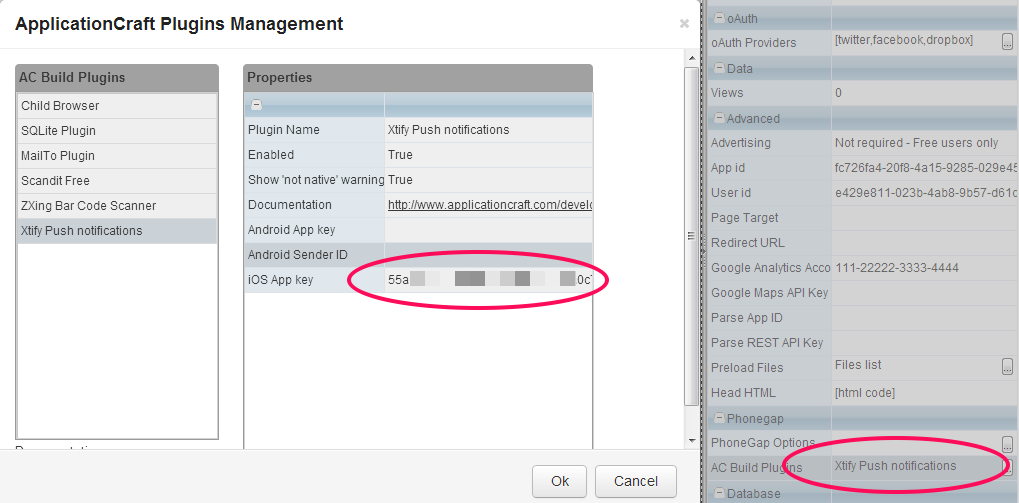 ApplicationCraft Plugins Management
AC Build Plugins
Child Browser
SQLite Plugin
MailTo Plugin
Scandit Free
ZXing Bar Code Scanner
Xtify Push notifications
Properties
Plugin Name Xtify Push notifications
Enabled True
Show 'not native' warning True
Documentation http://www.applicationcraft.com/develo
Android App key
Android Sender ID
iOS App key 55a 0c
Ok Cancel
oAuth
oAuth Providers [twitter,facebook,dropbox] ...
Data
Views 0
Advanced
Advertising Not required - Free users only
App id fc726fa4-20f8-4a15-9285-029e45
User id e429e811-023b-4ab8-9b57-d61c
Page Target
Redirect URL
Google Analytics Acco 111-22222-3333-4444
Google Maps API Key
Parse App ID
Parse REST API Key
Preload Files Files list ...
Head HTML [html code]
Phonegap
PhoneGap Options ...
AC Build Plugins Xtify Push notifications
Database